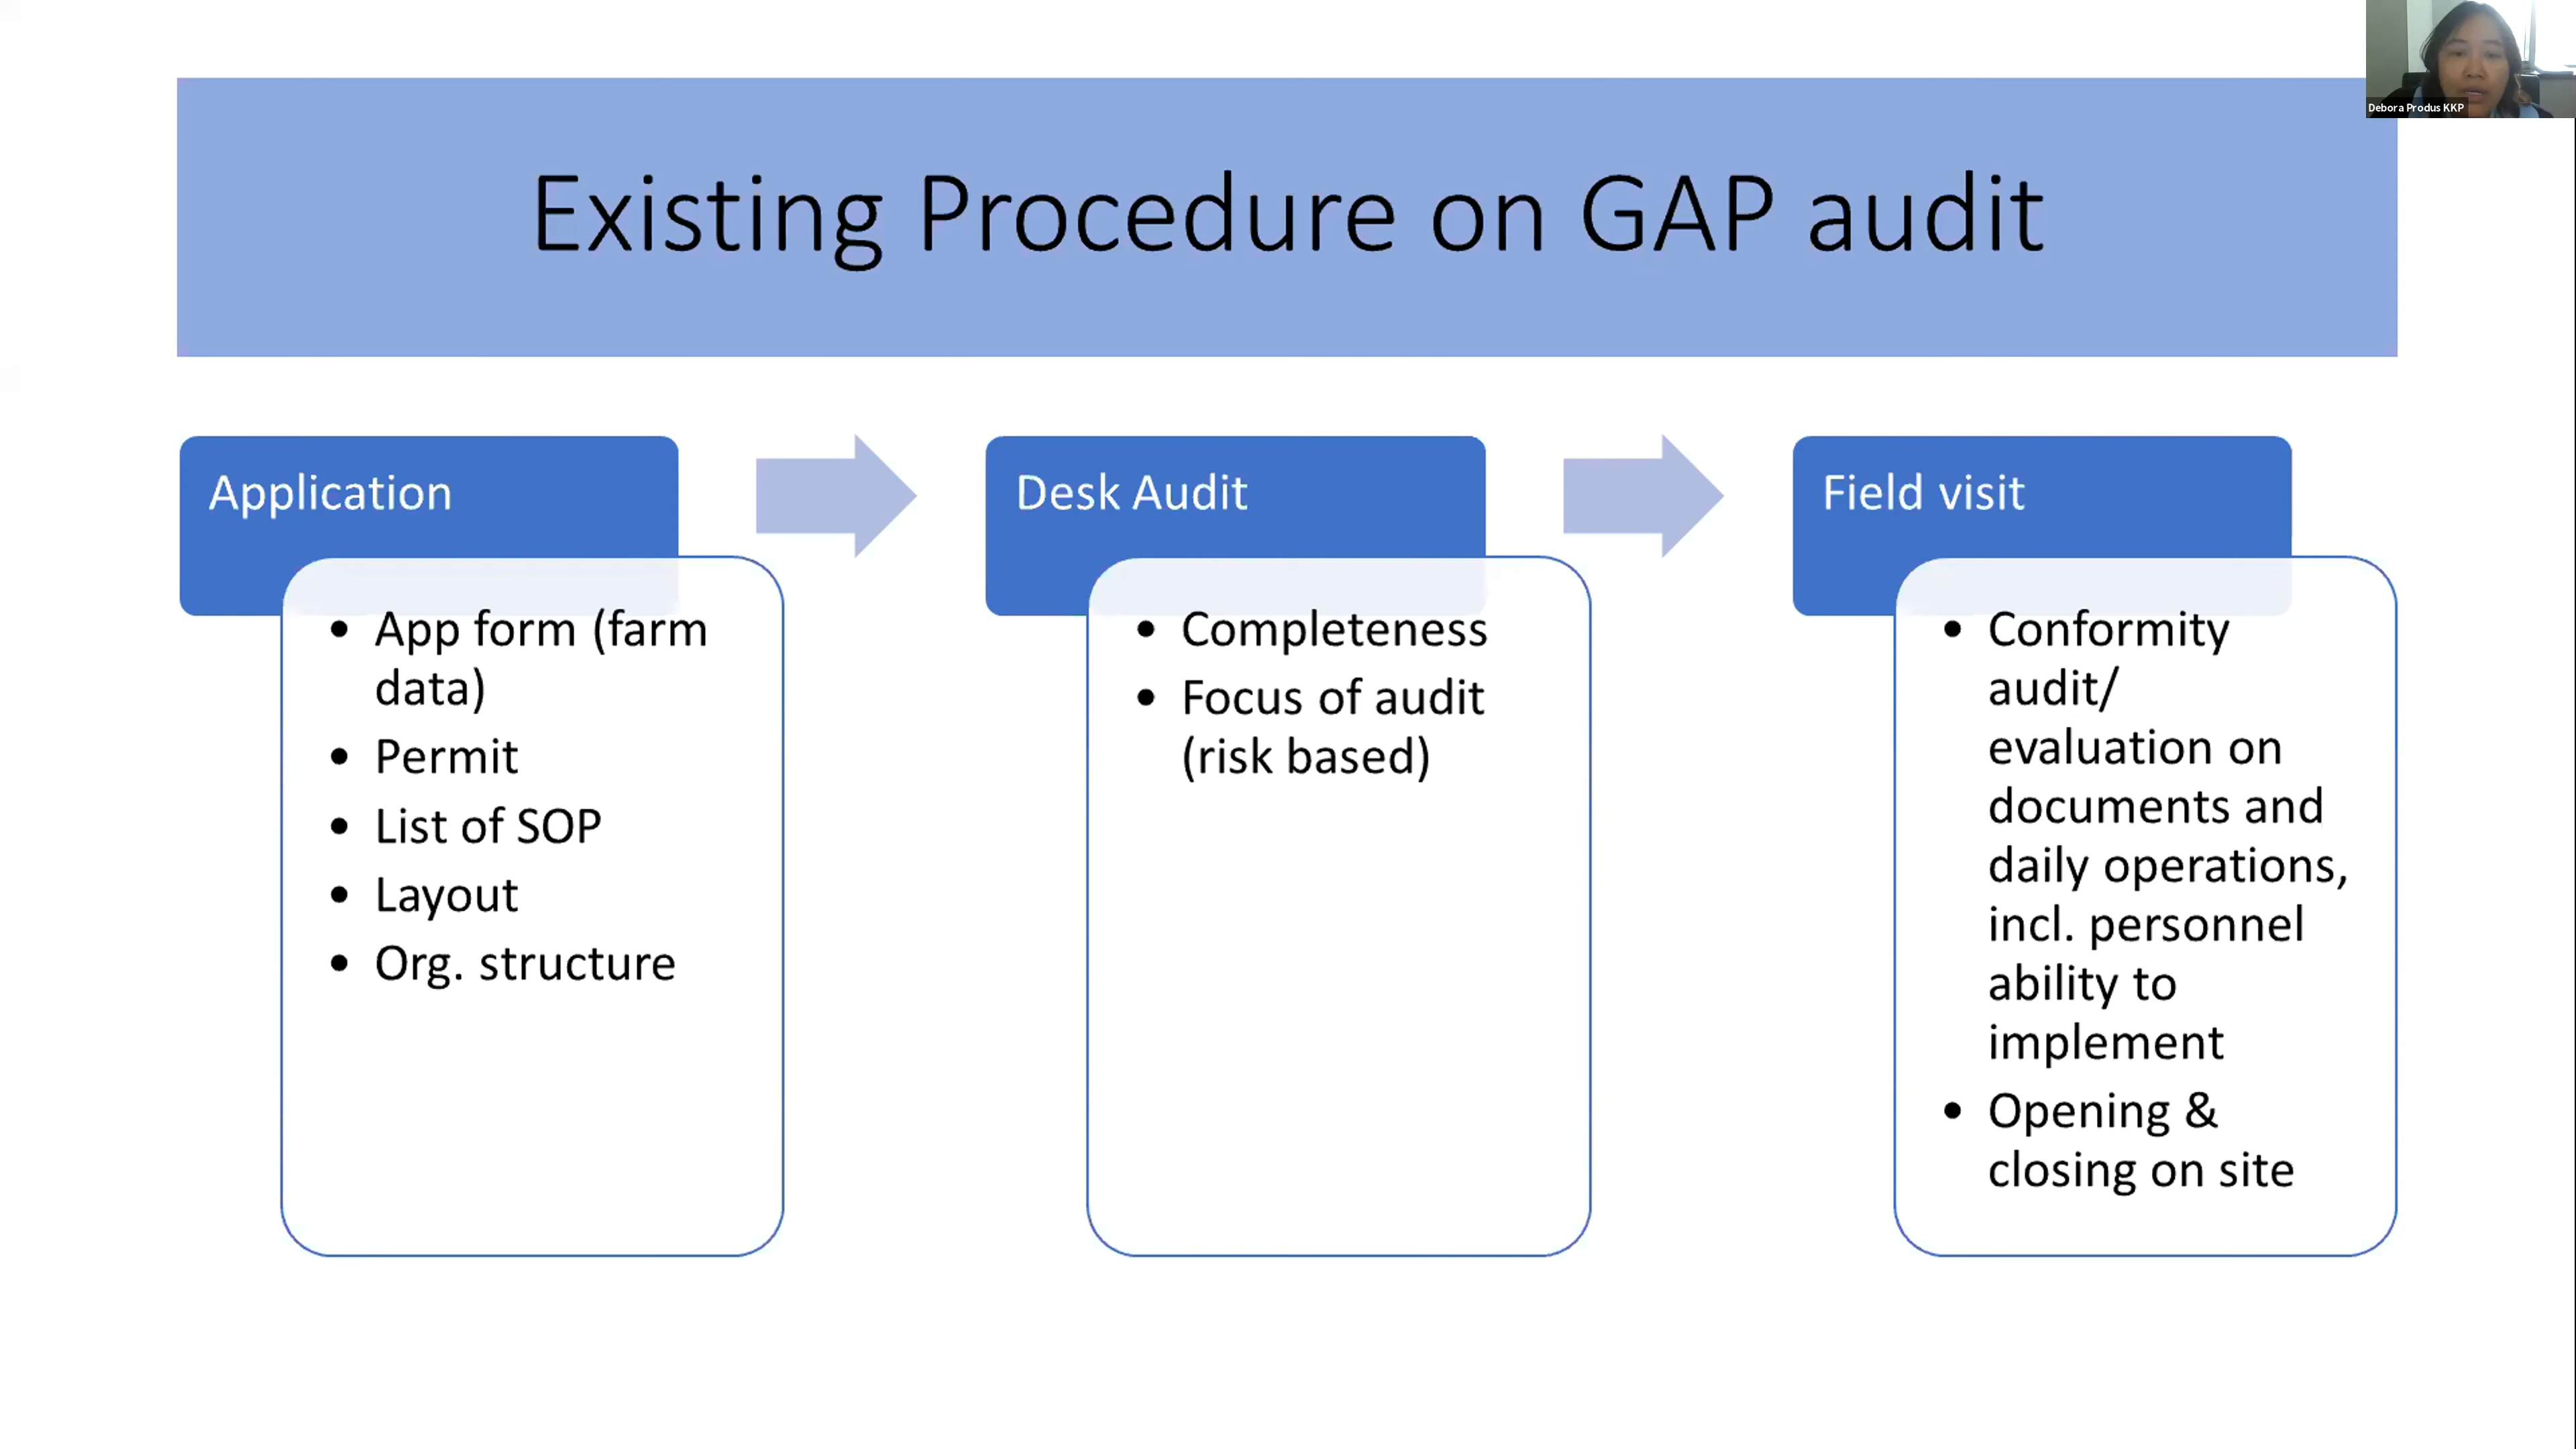 Debora Produs KKP
Existing Procedure on GAP audit
Application
• App form (farm
data)
• Permit
• List of SOP
• Layout
• Org. structure
Desk Audit
• Completeness
• Focus of audit
(risk based)
Field visit
• Conformity
audit/
evaluation on
documents and
daily operations,
incl. personnel
ability to
implement
• Opening &
closing on site